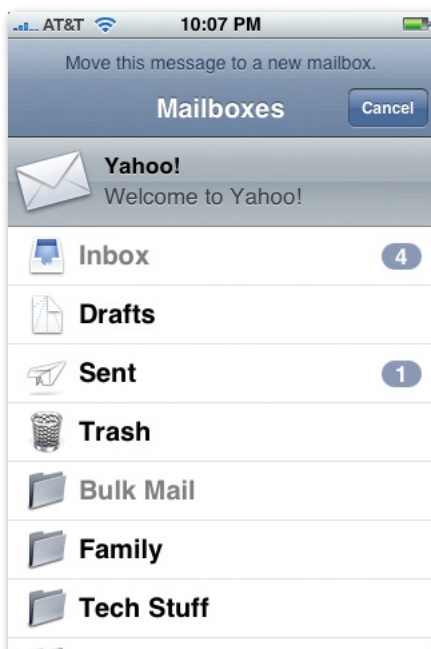 AT&T 10:07 PM
Move this message to a new mailbox.
Mailboxes Cancel
Yahoo!
Welcome to Yahoo!
Inbox 4
Drafts
Sent 1
Trash
Bulk Mail
Family
Tech Stuff